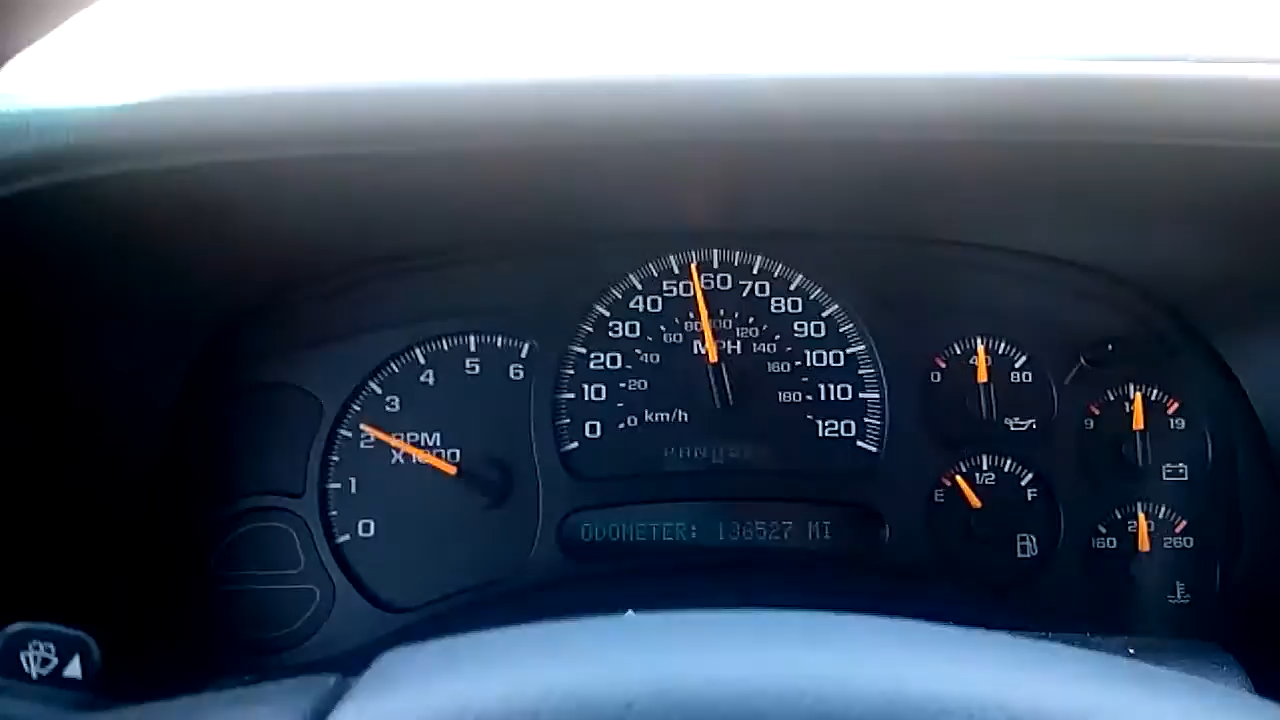 0 1 2 3 4 5 6
RPM
X1000
0 10 20 30 40 50 60 70 80 90 100 110 120
MPH
0 20 40 60 80 100 120 140 160 180
km/h
ODOMETER: 136527 MI
0 40 80
E 1/2 F
9 14 19
160 210 260